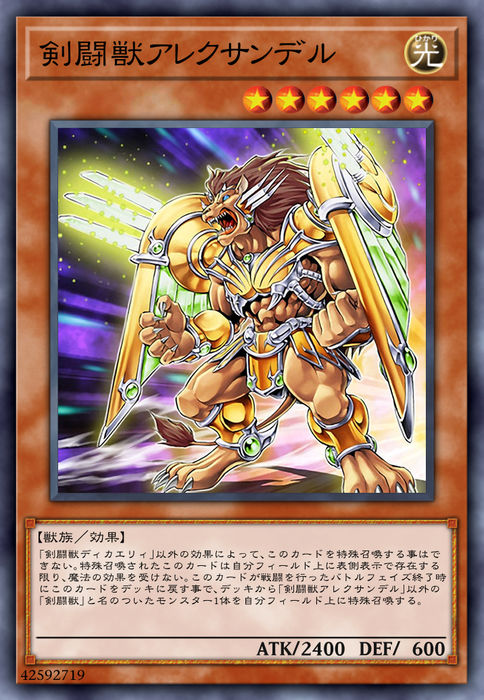 剣闘獣アレクサンデル
ひかり
光
【獣族／効果】
「剣闘獣ディカエリィ」以外の効果によって、このカードを特殊召喚する事はで
きない。特殊召喚されたこのカードは自分フィールド上に表側表示で存在する
限り、魔法の効果を受けない。このカードが戦闘を行ったバトルフェイズ終了時
にこのカードをデッキに戻す事で、デッキから「剣闘獣アレクサンデル」以外の
「剣闘獣」と名のついたモンスター1体を自分フィールド上に特殊召喚する。
ATK/2400 DEF/ 600
42592719